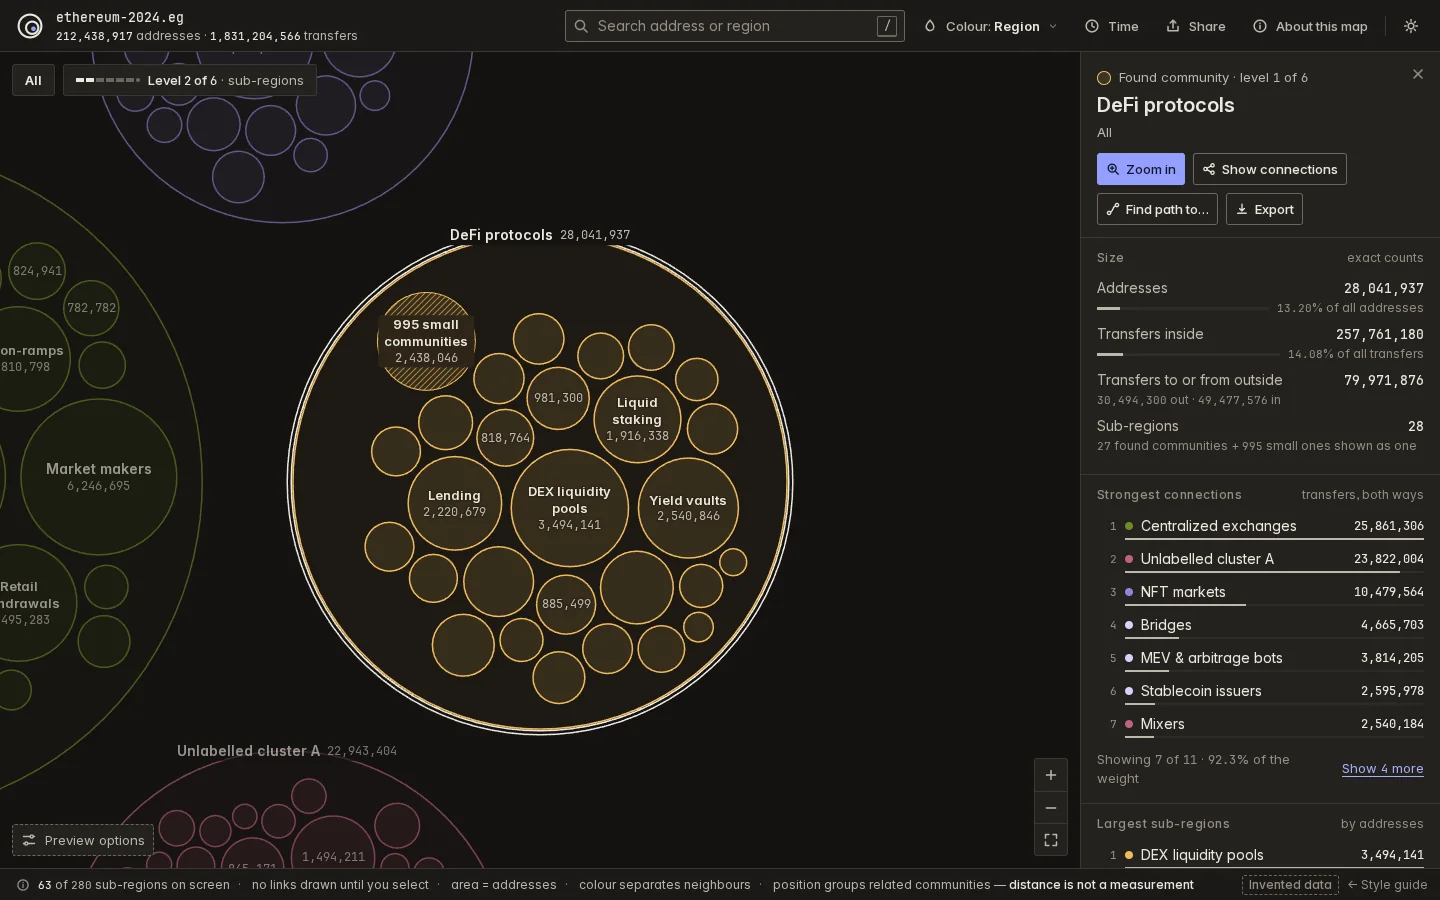 ethereum-2024.eg
212,438,917 addresses · 1,831,204,566 transfers
Search address or region
/
Colour: Region
Time
Share
About this map
All
Level 2 of 6 · sub-regions
DeFi protocols 28,041,937
995 small
communities
2,438,046
824,941
782,782
on-ramps
810,798
Market makers
6,246,695
Retail
495,283
981,300
Liquid
staking
1,916,338
818,764
Lending
2,220,679
DEX liquidity
pools
3,494,141
Yield vaults
2,540,846
885,499
Unlabelled cluster A 22,943,404
1,494,211
Preview options
Found community · level 1 of 6
DeFi protocols
All
Zoom in
Show connections
Find path to…
Export
Size
exact counts
Addresses 28,041,937
13.20% of all addresses
Transfers inside 257,761,180
14.08% of all transfers
Transfers to or from outside 79,971,876
30,494,300 out · 49,477,576 in
Sub-regions 28
27 found communities + 995 small ones shown as one
Strongest connections
transfers, both ways
1 Centralized exchanges 25,861,306
2 Unlabelled cluster A 23,822,004
3 NFT markets 10,479,564
4 Bridges 4,665,703
5 MEV & arbitrage bots 3,814,205
6 Stablecoin issuers 2,595,978
7 Mixers 2,540,184
Showing 7 of 11 · 92.3% of the
weight
Show 4 more
Largest sub-regions
by addresses
1 DEX liquidity pools 3,494,141
63 of 280 sub-regions on screen · no links drawn until you select · area = addresses · colour separates neighbours · position groups related communities — distance is not a measurement
Invented data
← Style guide